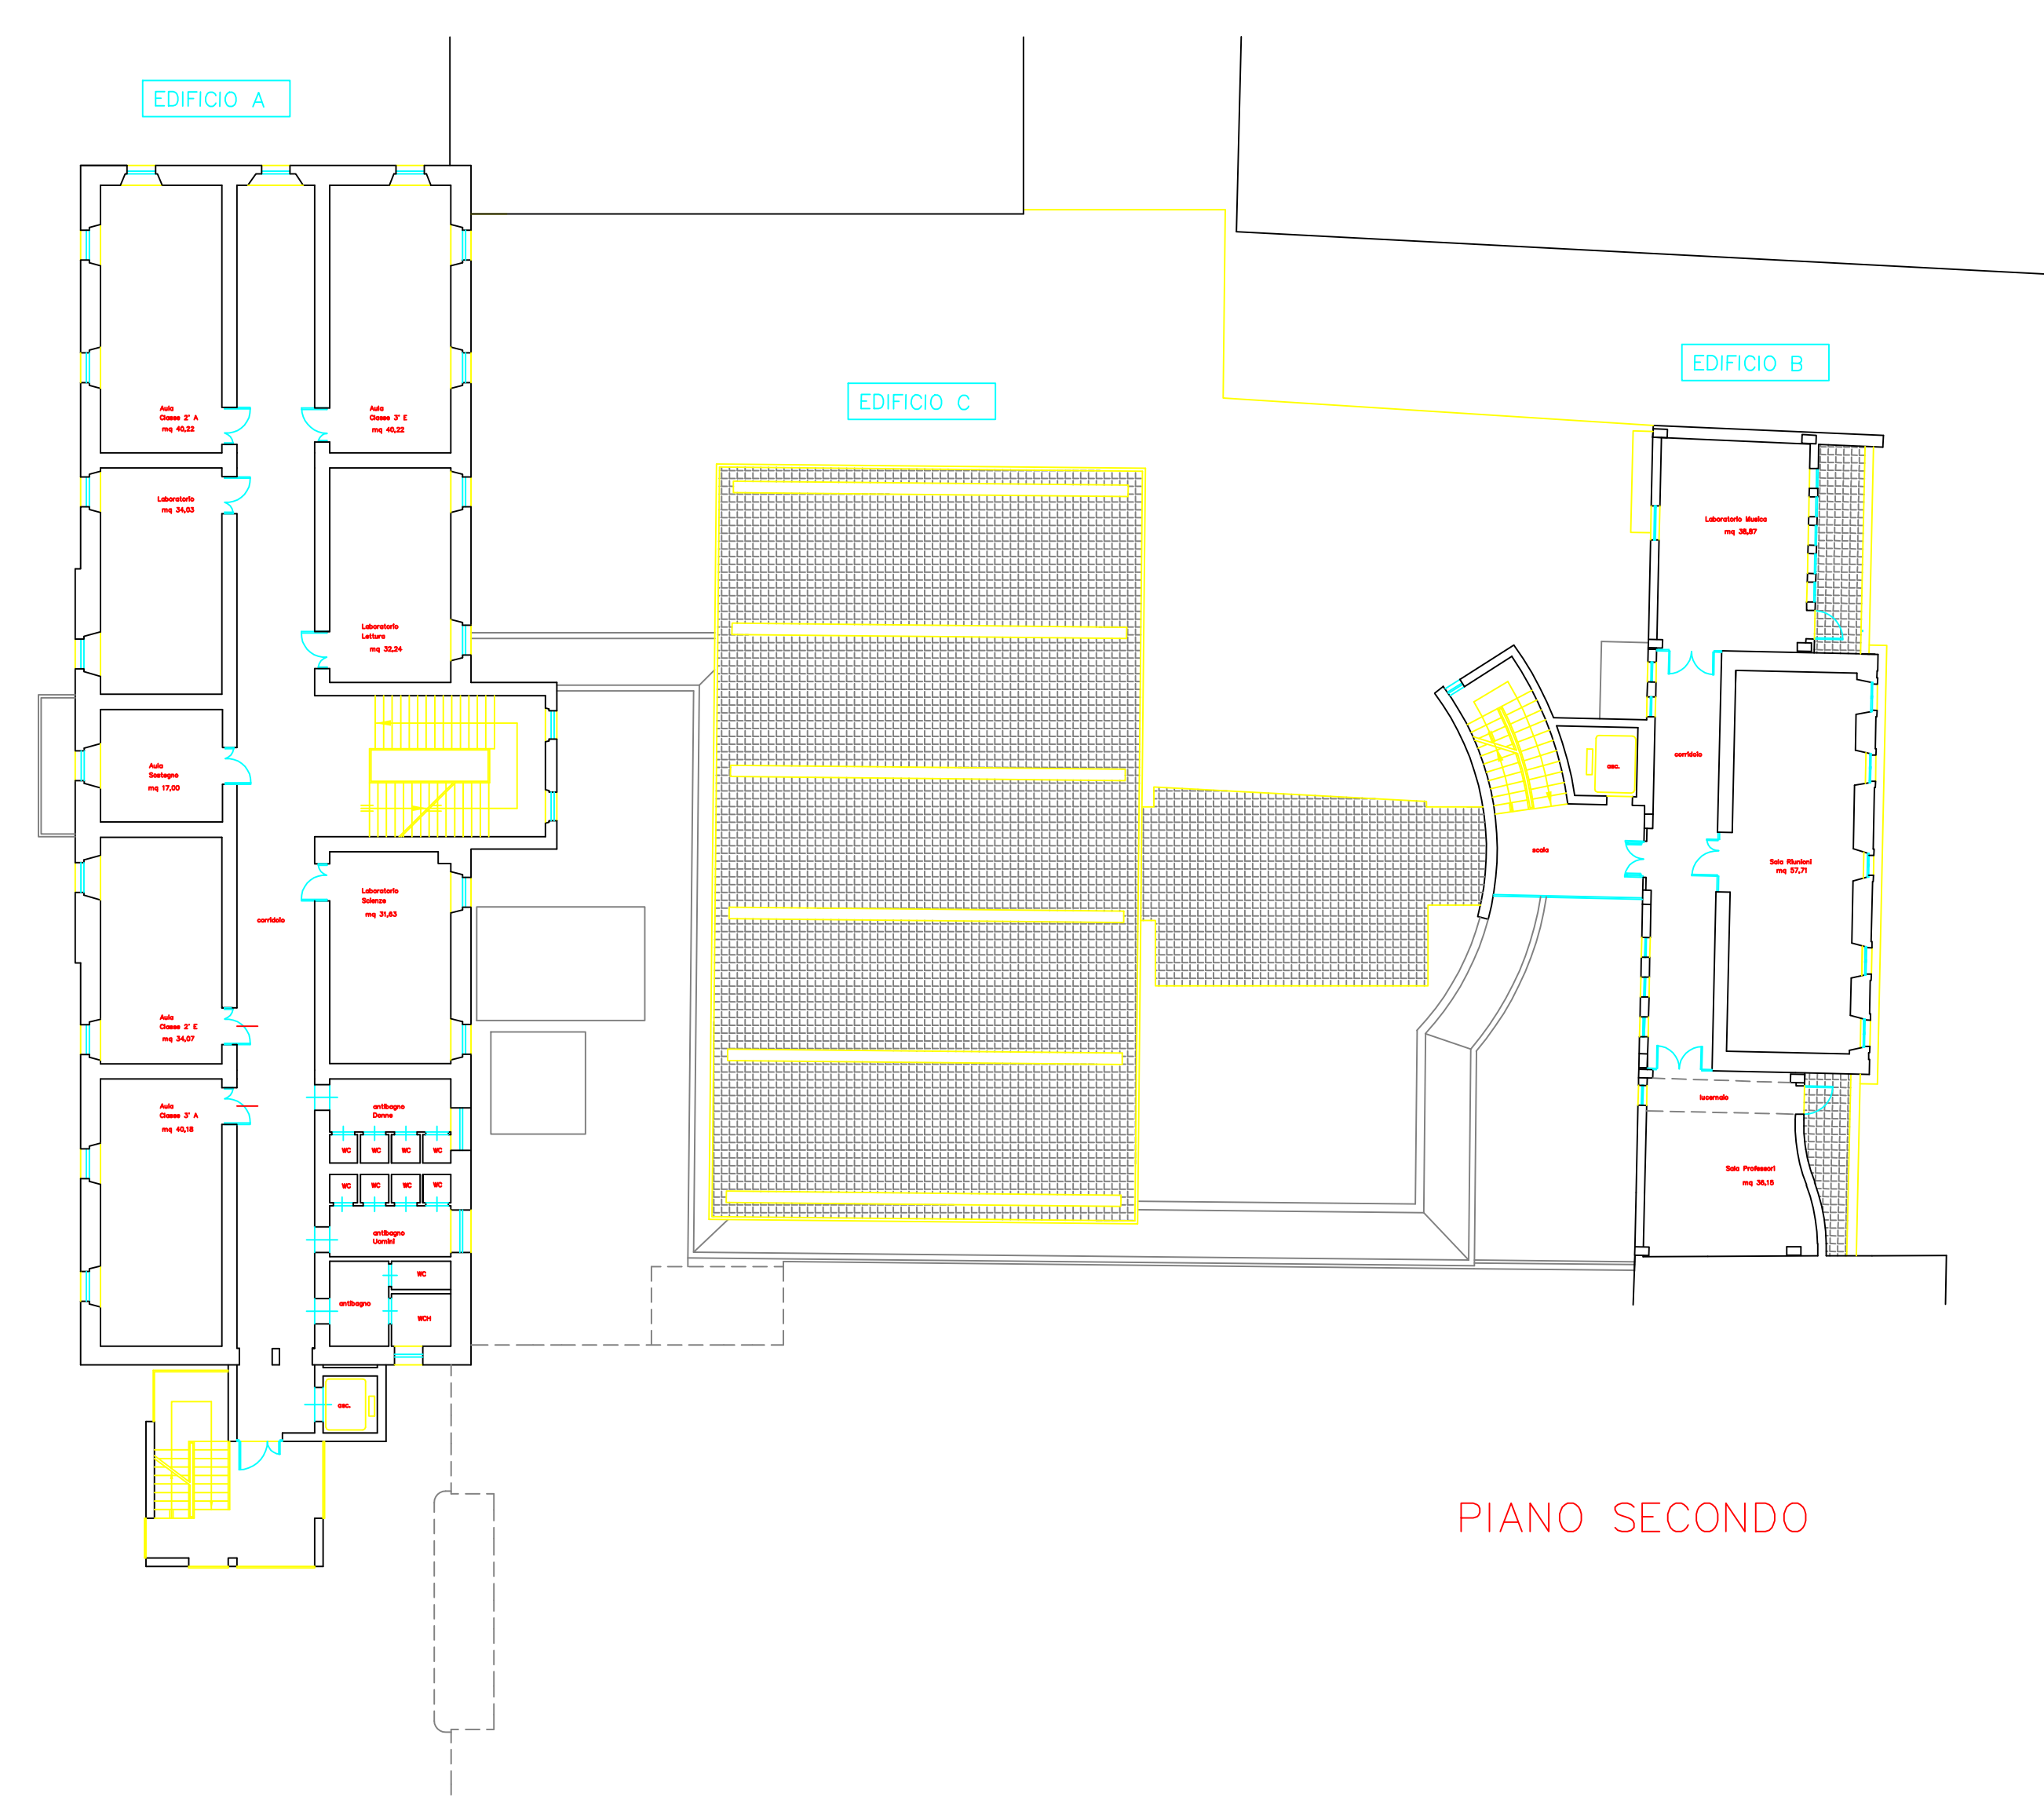 EDIFICIO A
EDIFICIO C
EDIFICIO B
Aula
Classe 2° A
mq 40,22
Aula
Classe 3° E
mq 40,22
Laboratorio
mq 34,03
Laboratorio
Lettura
mq 32,24
Aula
Sostegno
mq 17,00
Laboratorio
Scienze
mq 31,63
corridoio
Aula
Classe 2° E
mq 34,07
Aula
Classe 3° A
mq 40,18
antibagno
Donne
WC
WC
WC
WC
WC
WC
WC
WC
antibagno
Uomini
WC
antibagno
WCH
asc.
Laboratorio Musica
mq 38,87
corridoio
asc.
scala
Sala Riunioni
mq 57,71
lucernaio
Sala Professori
mq 36,15
PIANO SECONDO